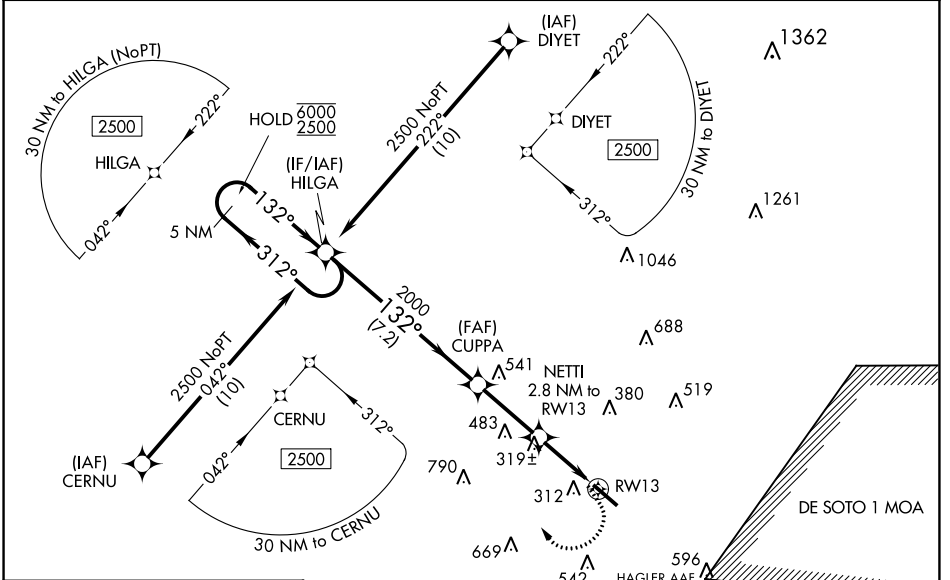 (IAF)
DIYET
1362
30 NM to HILGA (NoPT)
222°
2500
HILGA
042°
HOLD 6000
2500
(IF/IAF)
HILGA
2500 NoPT
222°
(10)
222°
DIYET
2500
312°
30 NM to DIYET
1261
1046
132°
5 NM
312°
2000
132°
(7.2)
(FAF)
CUPPA
688
541
NETTI
2.8 NM to
RW13
380
519
2500 NoPT
042°
(10)
(IAF)
CERNU
CERNU
312°
042°
2500
30 NM to CERNU
483
319±
790
312
RW13
DE SOTO 1 MOA
669
542
596
HAGLER AAF